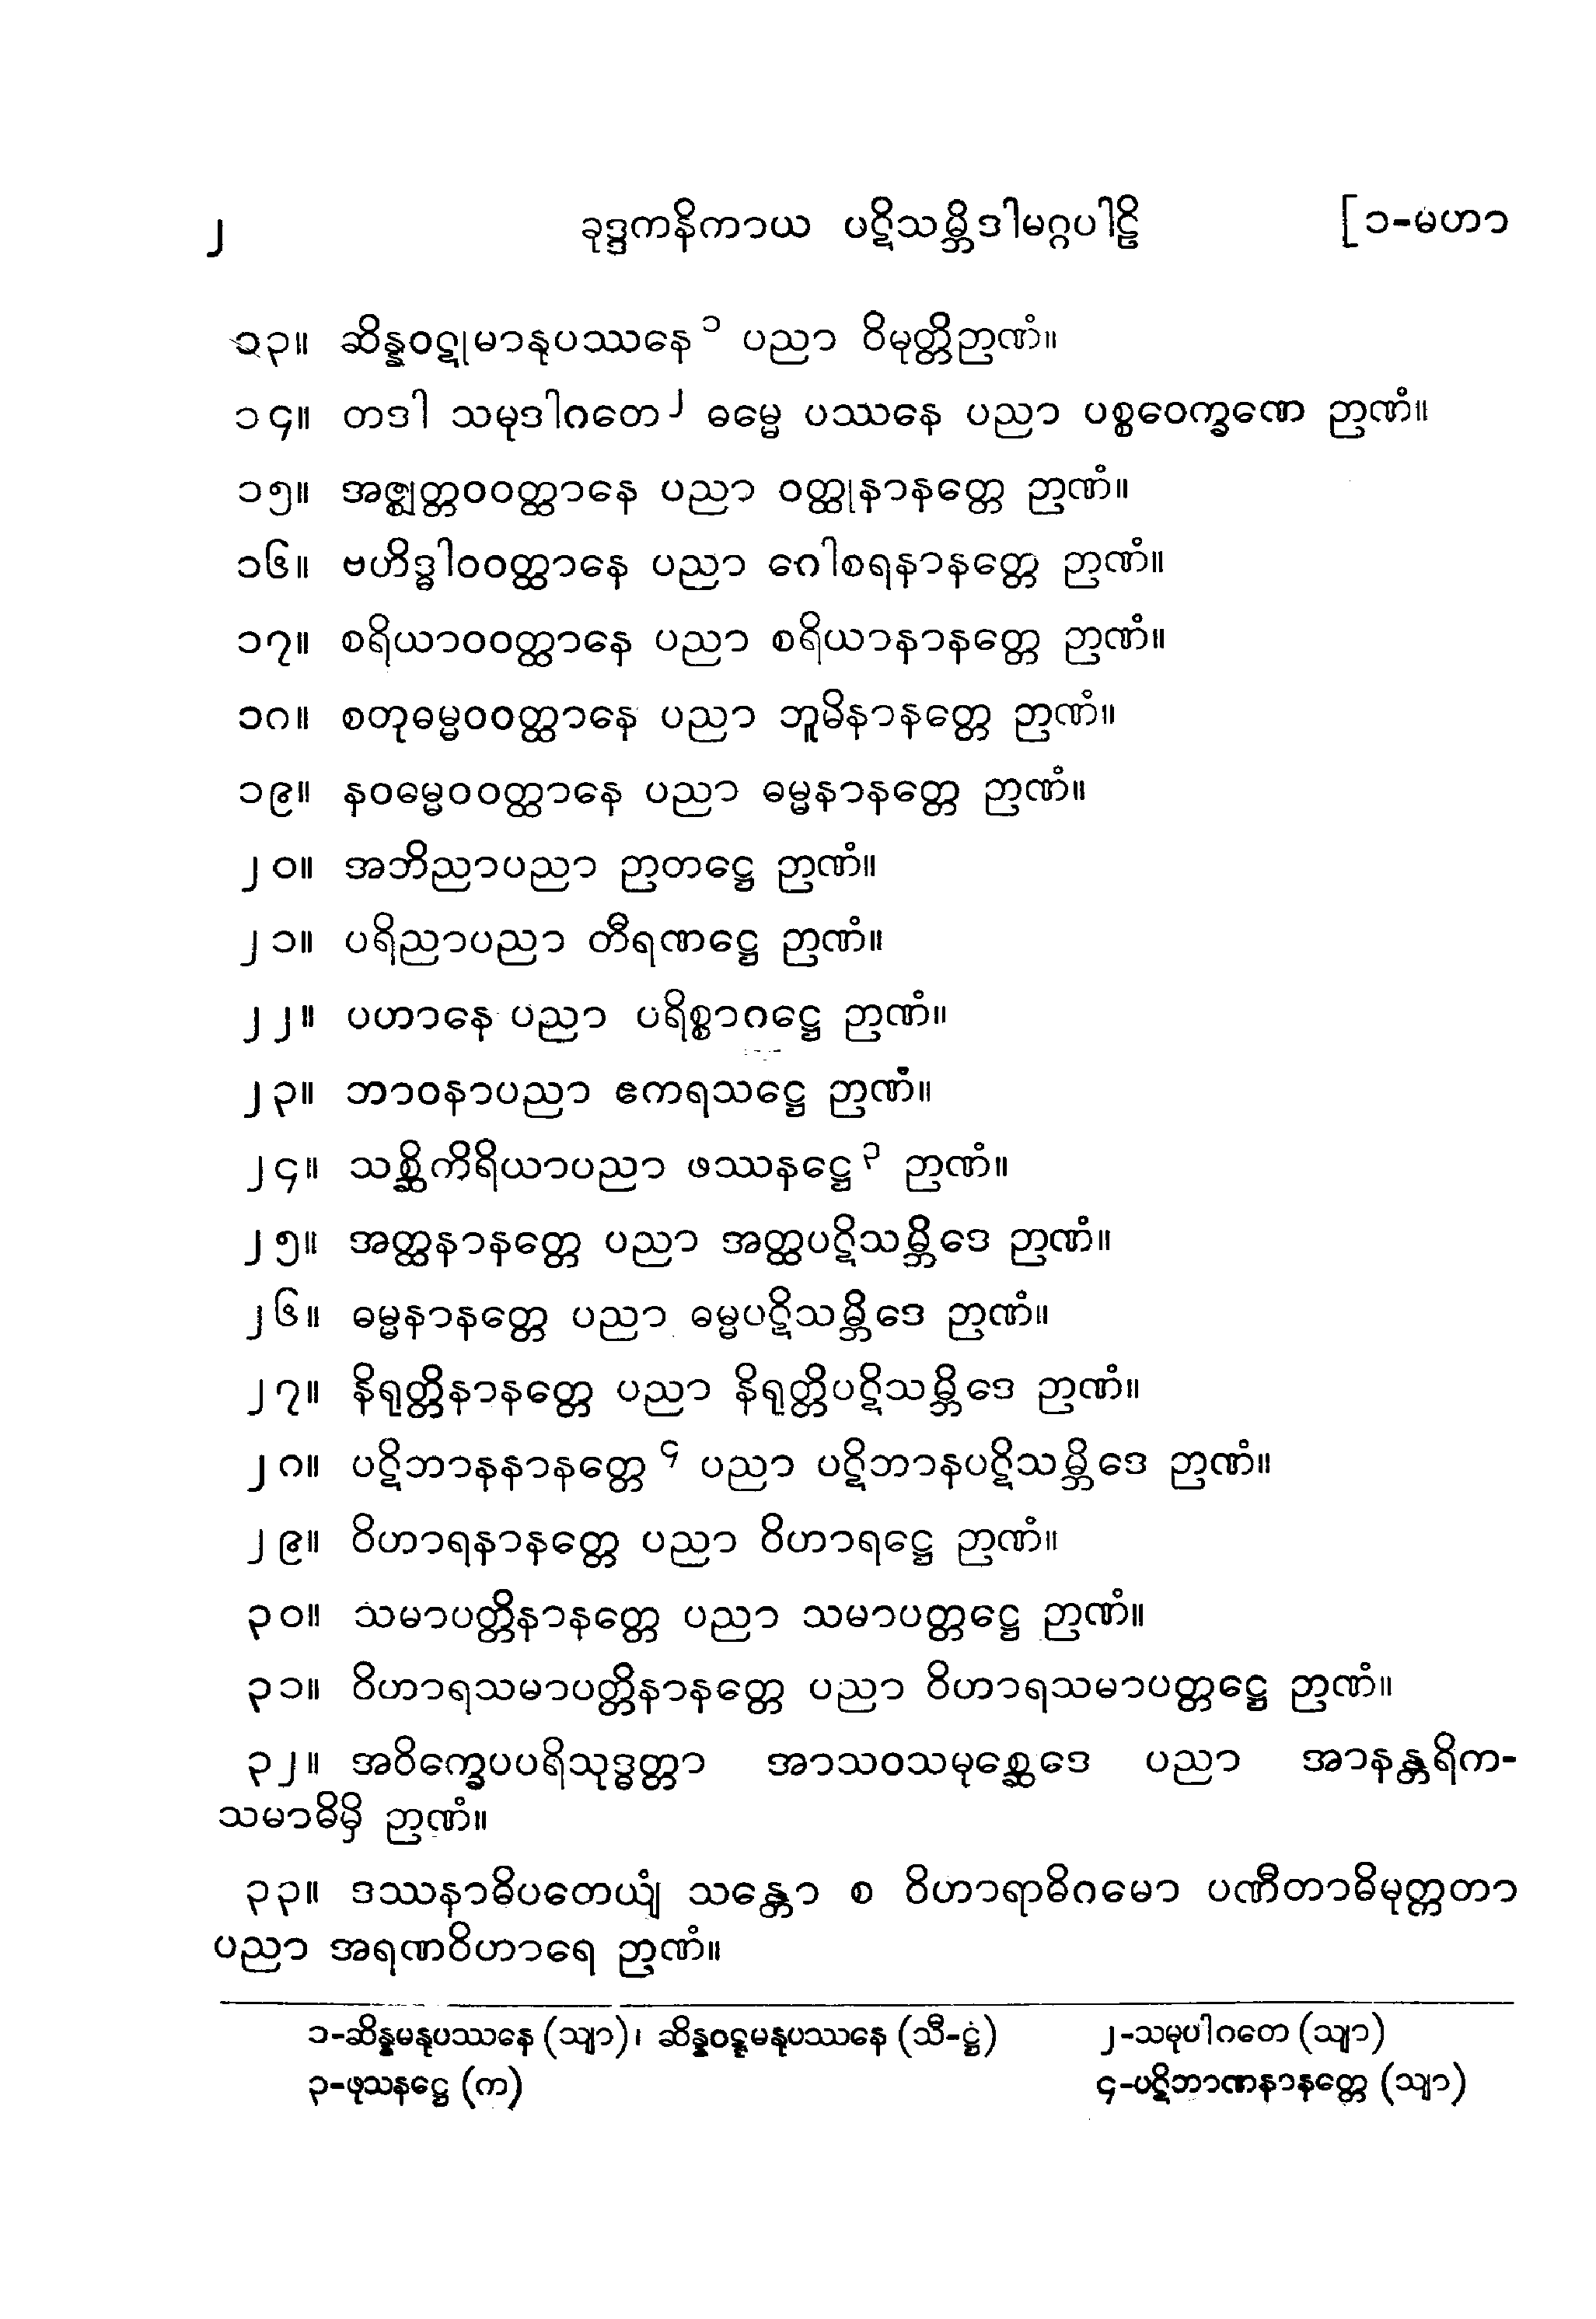 ၂ ခုဒ္ဒကနိကာယ ပဋိသမ္ဘိဒါမဂ္ဂပါဠိ [၁-မဟာ
၁၃။ ဆိန္နဝဋုမာနုပဿနေ၁ ပညာ ဝိမုတ္တိဉာဏံ။
၁၄။ တဒါ သမုဒါဂတေ၂ ဓမ္မေ ပဿနေ ပညာ ပစ္စဝေက္ခဏေ ဉာဏံ။
၁၅။ အဇ္ဈတ္တဝဝတ္ထာနေ ပညာ ဝတ္ထုနာနတ္တေ ဉာဏံ။
၁၆။ ဗဟိဒ္ဓါဝဝတ္ထာနေ ပညာ ဂေါစရနာနတ္တေ ဉာဏံ။
၁၇။ စရိယာဝဝတ္ထာနေ ပညာ စရိယာနာနတ္တေ ဉာဏံ။
၁၈။ စတုဓမ္မဝဝတ္ထာနေ ပညာ ဘူမိနာနတ္တေ ဉာဏံ။
၁၉။ နဝဓမ္မဝဝတ္ထာနေ ပညာ ဓမ္မနာနတ္တေ ဉာဏံ။
၂၀။ အဘိညာပညာ ဉာတဋ္ဌေ ဉာဏံ။
၂၁။ ပရိညာပညာ တီရဏဋ္ဌေ ဉာဏံ။
၂၂။ ပဟာနေ ပညာ ပရိစ္စာဂဋ္ဌေ ဉာဏံ။
၂၃။ ဘာဝနာပညာ ဧကရသဋ္ဌေ ဉာဏံ။
၂၄။ သစ္ဆိကိရိယာပညာ ဖဿနဋ္ဌေ၃ ဉာဏံ။
၂၅။ အတ္ထနာနတ္တေ ပညာ အတ္ထပဋိသမ္ဘိဒေ ဉာဏံ။
၂၆။ ဓမ္မနာနတ္တေ ပညာ ဓမ္မပဋိသမ္ဘိဒေ ဉာဏံ။
၂၇။ နိရုတ္တိနာနတ္တေ ပညာ နိရုတ္တိပဋိသမ္ဘိဒေ ဉာဏံ။
၂၈။ ပဋိဘာနနာနတ္တေ၄ ပညာ ပဋိဘာနပဋိသမ္ဘိဒေ ဉာဏံ။
၂၉။ ဝိဟာရနာနတ္တေ ပညာ ဝိဟာရဋ္ဌေ ဉာဏံ။
၃၀။ သမာပတ္တိနာနတ္တေ ပညာ သမာပတ္တဋ္ဌေ ဉာဏံ။
၃၁။ ဝိဟာရသမာပတ္တိနာနတ္တေ ပညာ ဝိဟာရသမာပတ္တဋ္ဌေ ဉာဏံ။
၃၂။ အဝိက္ခေပပရိသုဒ္ဓတ္တာ အာသဝသမုစ္ဆေဒေ ပညာ အာနန္တရိက-
သမာဓိမှိ ဉာဏံ။
၃၃။ ဒဿနာဓိပတေယျံ သန္တော စ ဝိဟာရာဓိဂမော ပဏီတာဓိမုတ္တတာ
ပညာ အရဏဝိဟာရေ ဉာဏံ။
၁-ဆိန္နမနုပဿနေ (သျာ)၊ ဆိန္နဝဋ္ဋမနုပဿနေ (သီ-ဋ္ဌံ) ၂-သမုပါဂတေ (သျာ)
၃-ဖုသနဋ္ဌေ (က) ၄-ပဋိဘာဏနာနတ္တေ (သျာ)